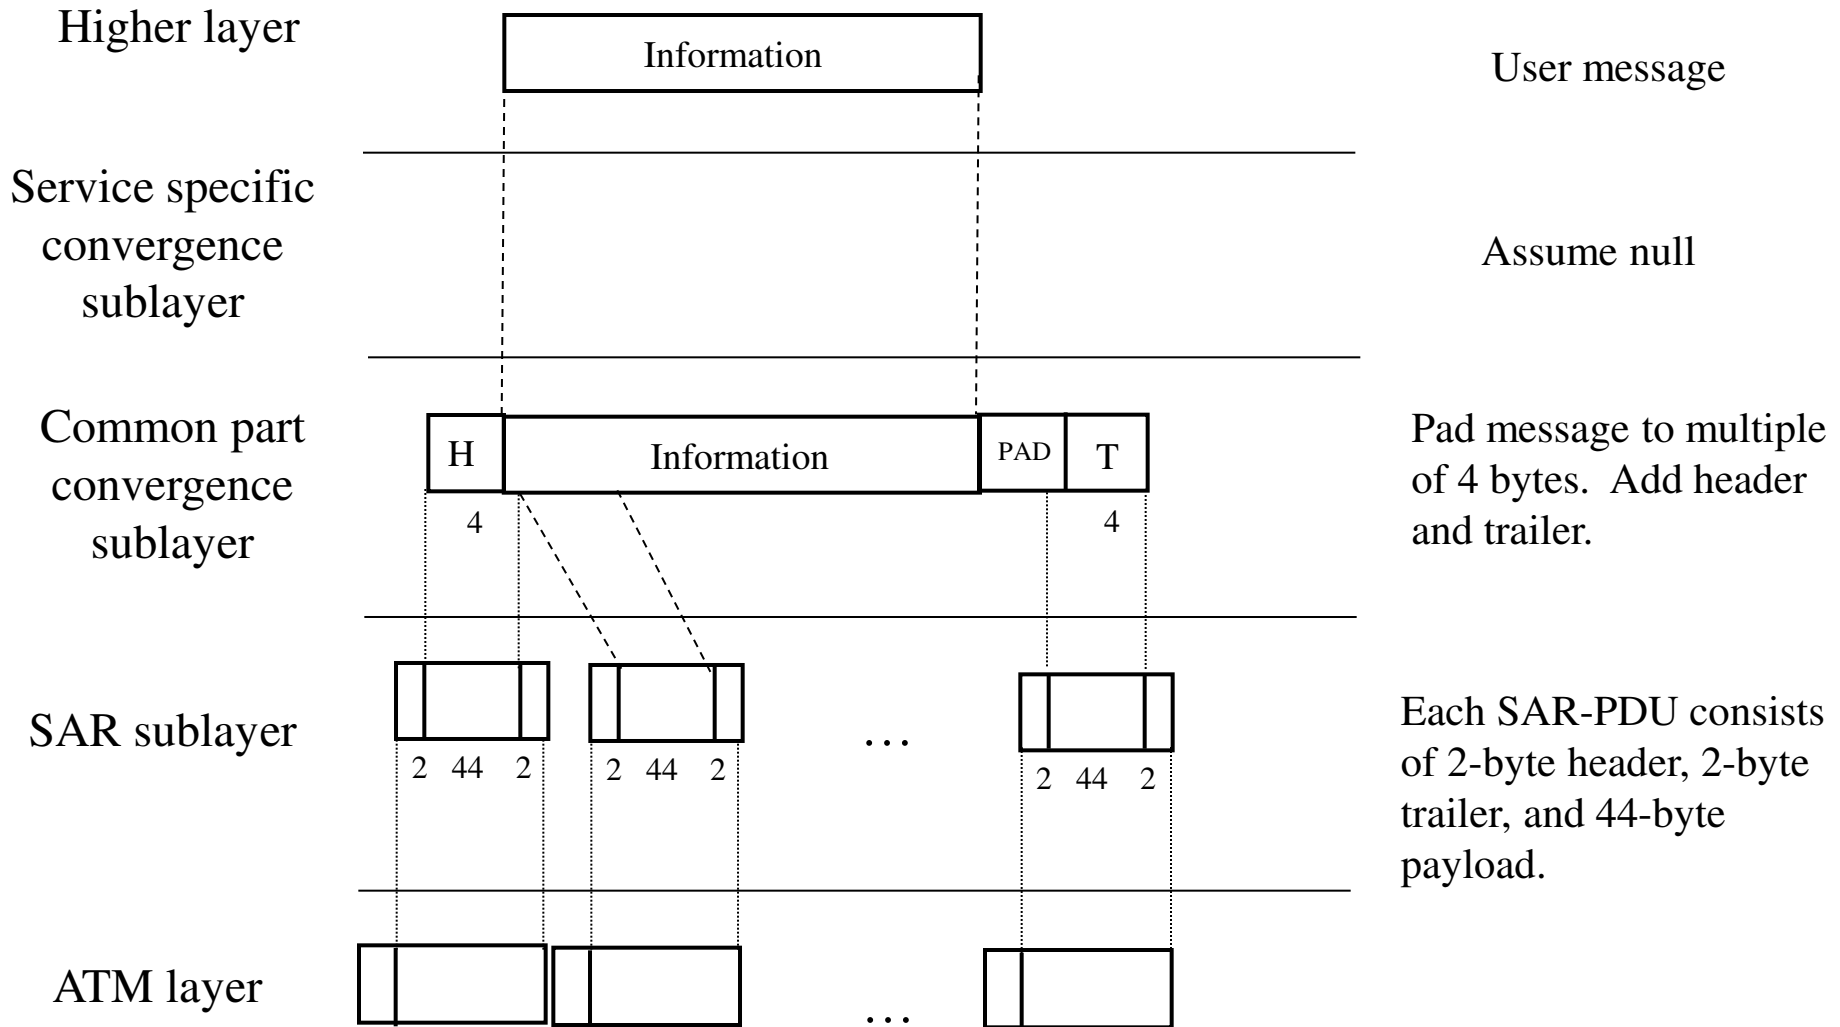 Higher layer
Information
User message
Service specific
convergence
sublayer
Assume null
Common part
convergence
sublayer
H
Information
PAD
T
4
4
Pad message to multiple
of 4 bytes. Add header
and trailer.
SAR sublayer
2 44 2
2 44 2
...
2 44 2
Each SAR-PDU consists
of 2-byte header, 2-byte
trailer, and 44-byte
payload.
ATM layer
...